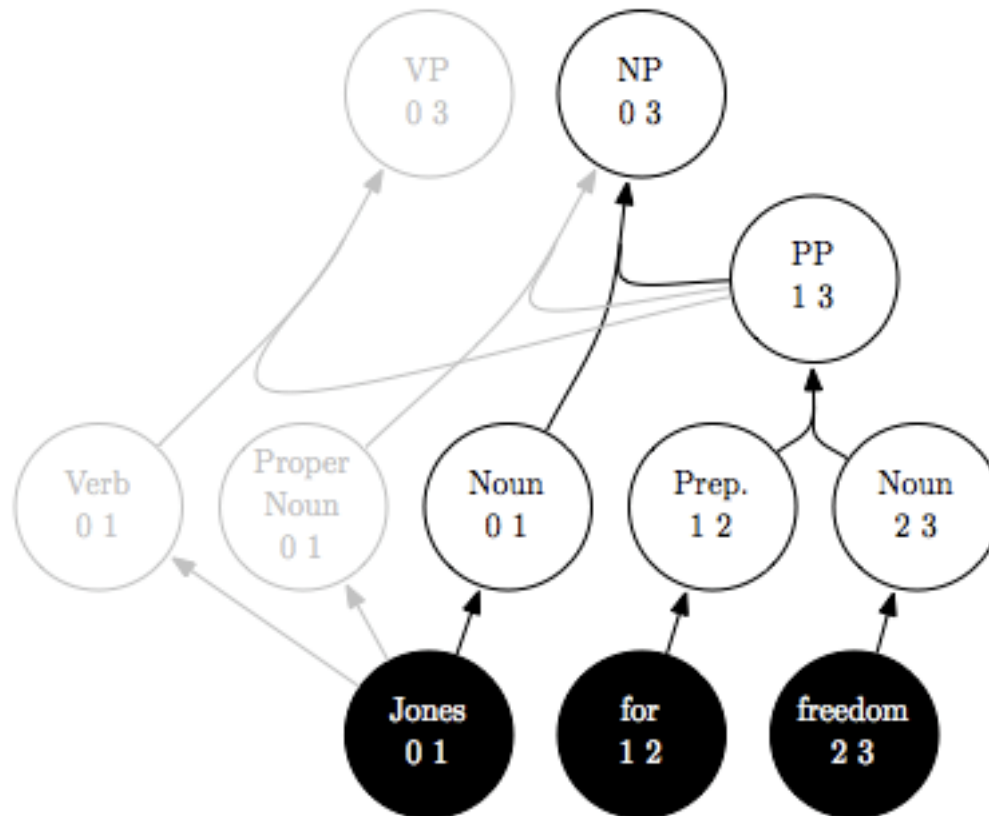 VP
0 3
NP
0 3
PP
1 3
Verb
0 1
Proper
Noun
0 1
Noun
0 1
Prep.
1 2
Noun
2 3
Jones
0 1
for
1 2
freedom
2 3